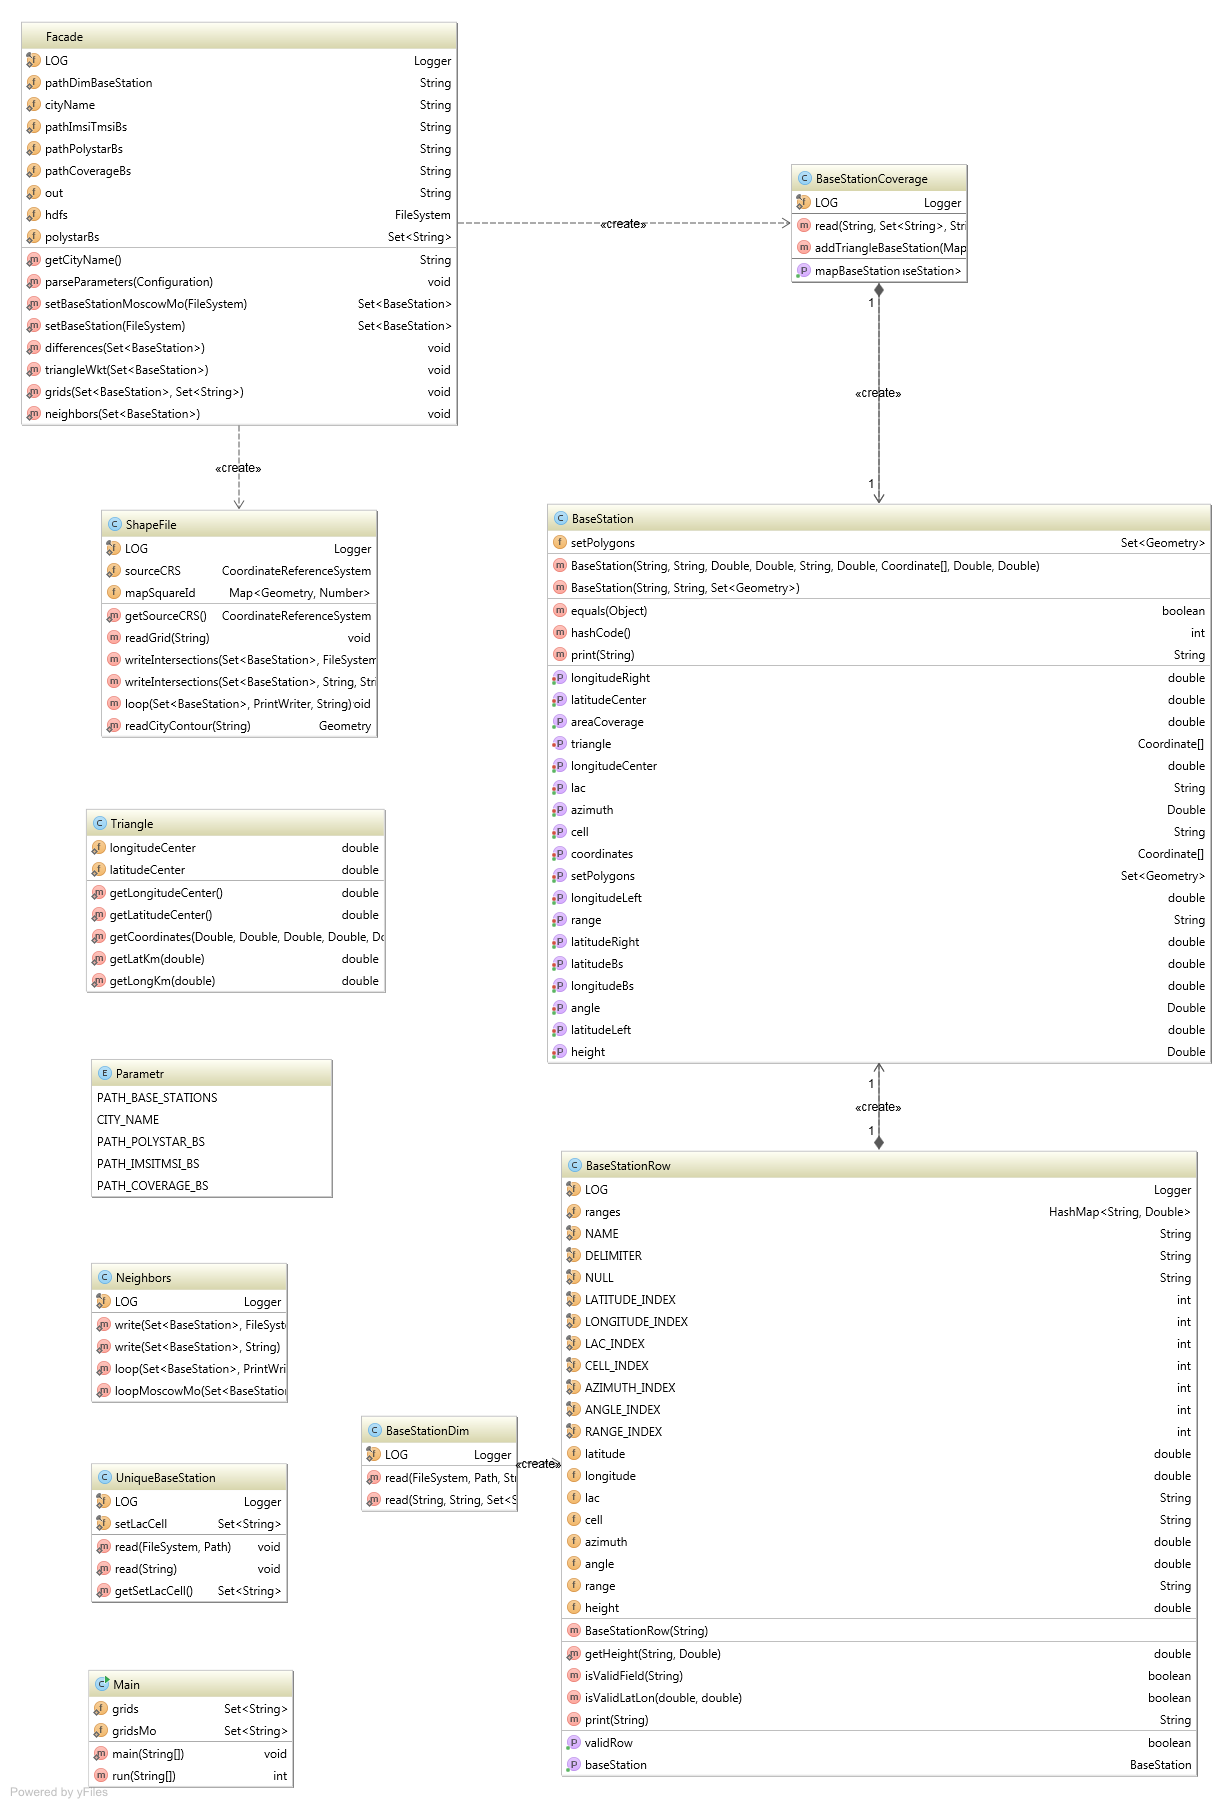 Facade
LOG Logger
pathDimBaseStation String
cityName String
pathImsiTmsiBs String
pathPolystarBs String
pathCoverageBs String
out String
hdfs FileSystem
polystarBs Set<String>
getCityName() String
parseParameters(Configuration) void
setBaseStationMoscowMo(FileSystem) Set<BaseStation>
setBaseStation(FileSystem) Set<BaseStation>
differences(Set<BaseStation>) void
triangleWkt(Set<BaseStation>) void
grids(Set<BaseStation>, Set<String>) void
neighbors(Set<BaseStation>) void
«create»
BaseStationCoverage
LOG Logger
read(String, Set<String>, Stri
addTriangleBaseStation(Map
mapBaseStation ıseStation>
1
«create»
1
«create»
ShapeFile
LOG Logger
sourceCRS CoordinateReferenceSystem
mapSquareId Map<Geometry, Number>
getSourceCRS() CoordinateReferenceSystem
readGrid(String) void
writeIntersections(Set<BaseStation>, FileSystem
writeIntersections(Set<BaseStation>, String, Stri
loop(Set<BaseStation>, PrintWriter, String) oid
readCityContour(String) Geometry
BaseStation
setPolygons Set<Geometry>
BaseStation(String, String, Double, Double, String, Double, Coordinate[], Double, Double)
BaseStation(String, String, Set<Geometry>)
equals(Object) boolean
hashCode() int
print(String) String
longitudeRight double
latitudeCenter double
areaCoverage double
triangle Coordinate[]
longitudeCenter double
lac String
azimuth Double
cell String
coordinates Coordinate[]
setPolygons Set<Geometry>
longitudeLeft double
range String
latitudeRight double
latitudeBs double
longitudeBs double
angle Double
latitudeLeft double
height Double
Triangle
longitudeCenter double
latitudeCenter double
getLongitudeCenter() double
getLatitudeCenter() double
getCoordinates(Double, Double, Double, Double, Do
getLatKm(double) double
getLongKm(double) double
Parametr
PATH_BASE_STATIONS
CITY_NAME
PATH_POLYSTAR_BS
PATH_IMSITMSI_BS
PATH_COVERAGE_BS
1
«create»
1
Neighbors
LOG Logger
write(Set<BaseStation>, FileSyst
write(Set<BaseStation>, String)
loop(Set<BaseStation>, PrintWri
loopMoscowMo(Set<BaseStatio
BaseStationDim
LOG Logger
read(FileSystem, Path, Str
read(String, String, Set<S
«create»
BaseStationRow
LOG Logger
ranges HashMap<String, Double>
NAME String
DELIMITER String
NULL String
LATITUDE_INDEX int
LONGITUDE_INDEX int
LAC_INDEX int
CELL_INDEX int
AZIMUTH_INDEX int
ANGLE_INDEX int
RANGE_INDEX int
latitude double
longitude double
lac String
cell String
azimuth double
angle double
range String
height double
BaseStationRow(String)
getHeight(String, Double) double
isValidField(String) boolean
isValidLatLon(double, double) boolean
print(String) String
validRow boolean
baseStation BaseStation
UniqueBaseStation
LOG Logger
setLacCell Set<String>
read(FileSystem, Path) void
read(String) void
getSetLacCell() Set<String>
Main
grids Set<String>
gridsMo Set<String>
main(String[]) void
run(String[]) int
Powered by yFiles